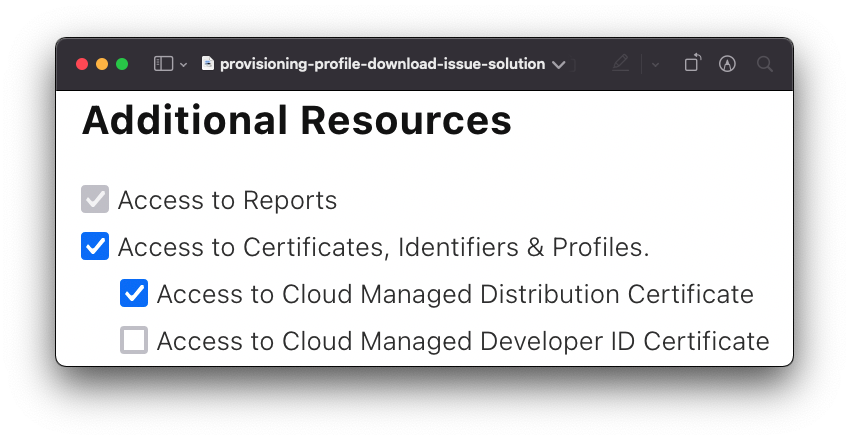 provisioning-profile-download-issue-solution
Additional Resources
Access to Reports
Access to Certificates, Identifiers & Profiles.
Access to Cloud Managed Distribution Certificate
Access to Cloud Managed Developer ID Certificate